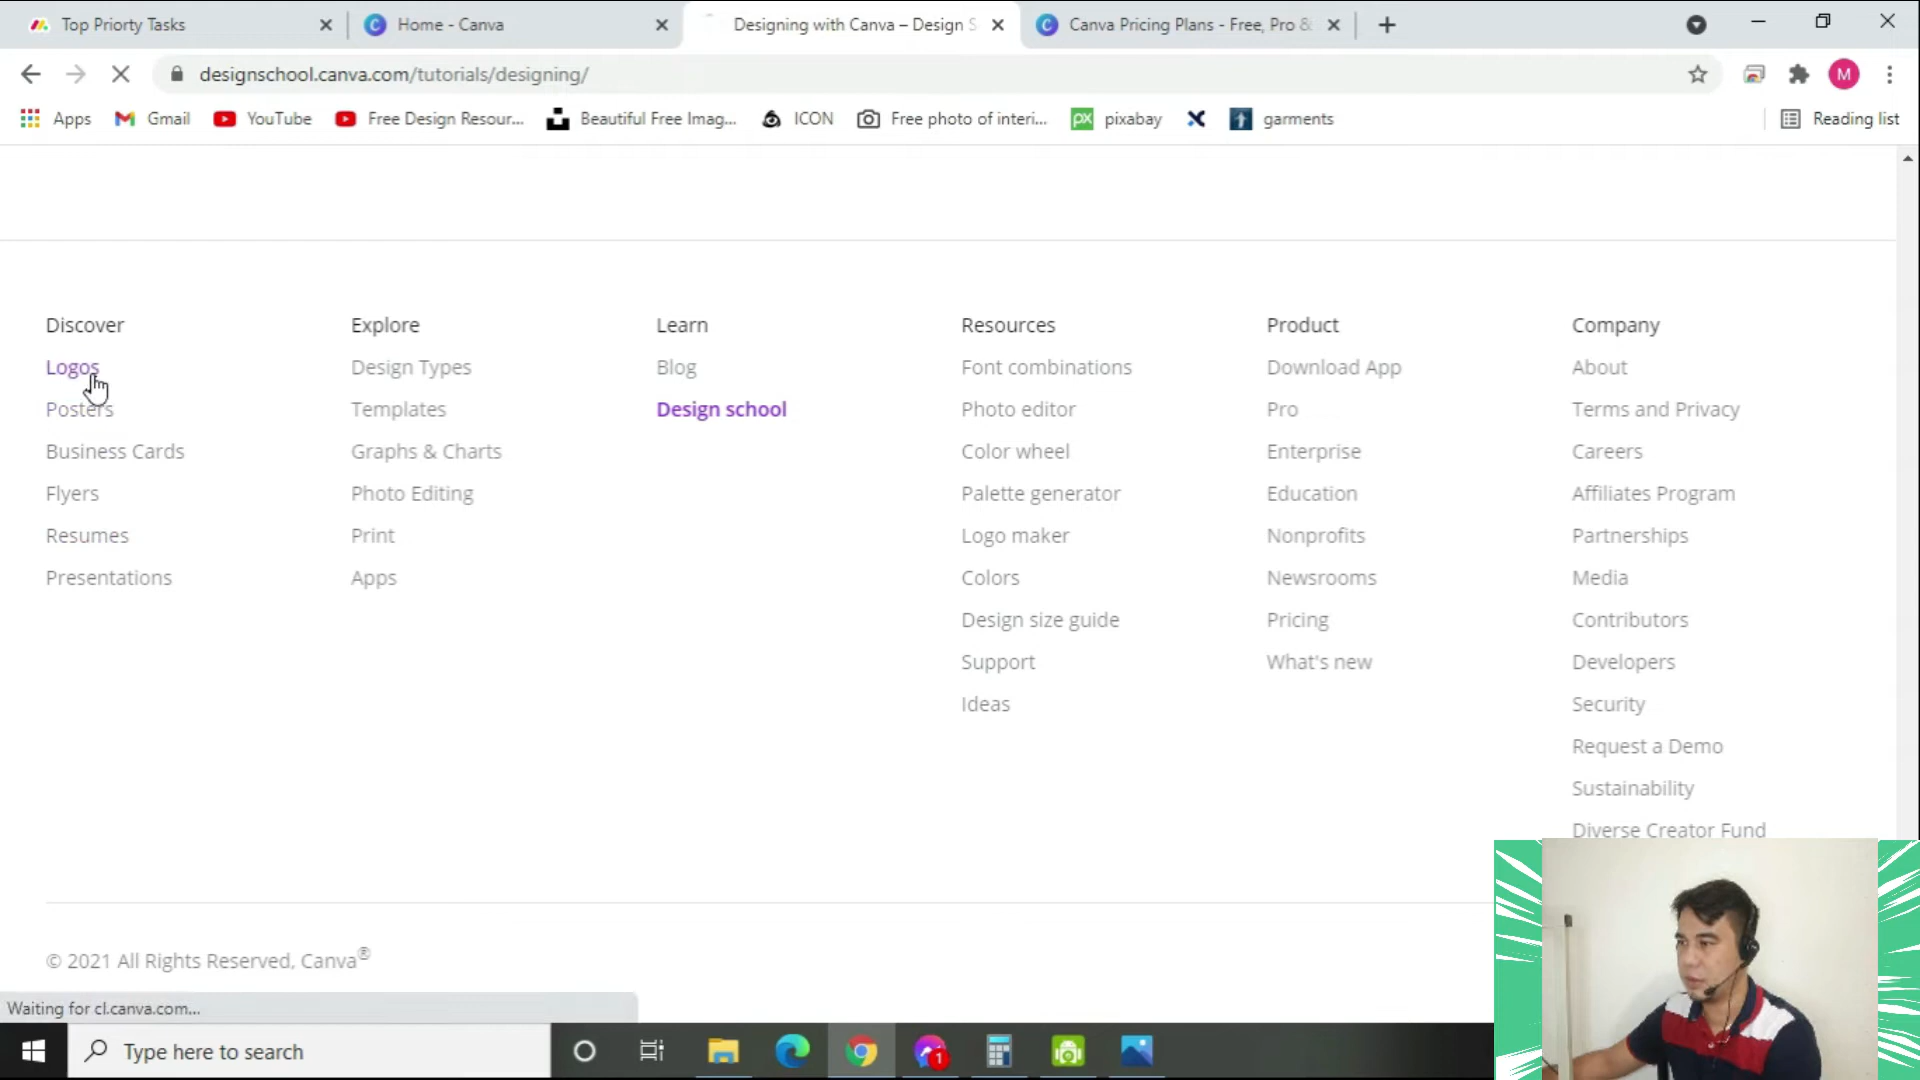 Top Priorty Tasks
Home - Canva
Designing with Canva – Design S
Canva Pricing Plans - Free, Pro &
designschool.canva.com/tutorials/designing/
M
Apps
Gmail
YouTube
Free Design Resour...
Beautiful Free Imag...
ICON
Free photo of interi...
px
pixabay
garments
Reading list
Discover
Logos
Posters
Business Cards
Flyers
Resumes
Presentations
Explore
Design Types
Templates
Graphs & Charts
Photo Editing
Print
Apps
Learn
Blog
Design school
Resources
Font combinations
Photo editor
Color wheel
Palette generator
Logo maker
Colors
Design size guide
Support
Ideas
Product
Download App
Pro
Enterprise
Education
Nonprofits
Newsrooms
Pricing
What's new
Company
About
Terms and Privacy
Careers
Affiliates Program
Partnerships
Media
Contributors
Developers
Security
Request a Demo
Sustainability
Diverse Creator Fund
© 2021 All Rights Reserved, Canva®
Waiting for cl.canva.com...
Type here to search
1